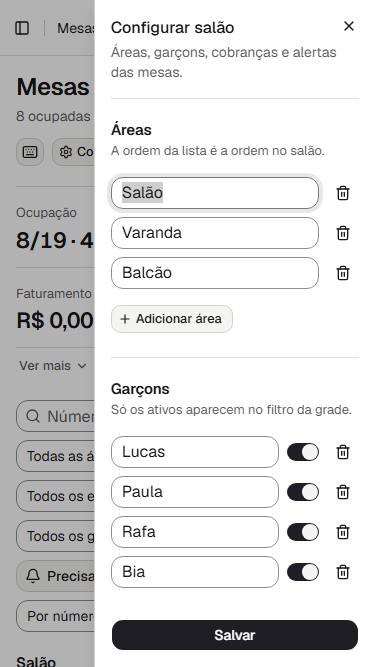 Configurar salão
Áreas, garçons, cobranças e alertas
das mesas.
Áreas
A ordem da lista é a ordem no salão.
Salão
Varanda
Balcão
Adicionar área
Garçons
Só os ativos aparecem no filtro da grade.
Lucas
Paula
Rafa
Bia
Salvar
Mesas
Mesas
8 ocupadas
Co
Ocupação
8/19 · 4
Faturamento
R$ 0,00
Ver mais
Númer
Todas as á
Todos os e
Todos os g
Precisa
Por númer
Salão